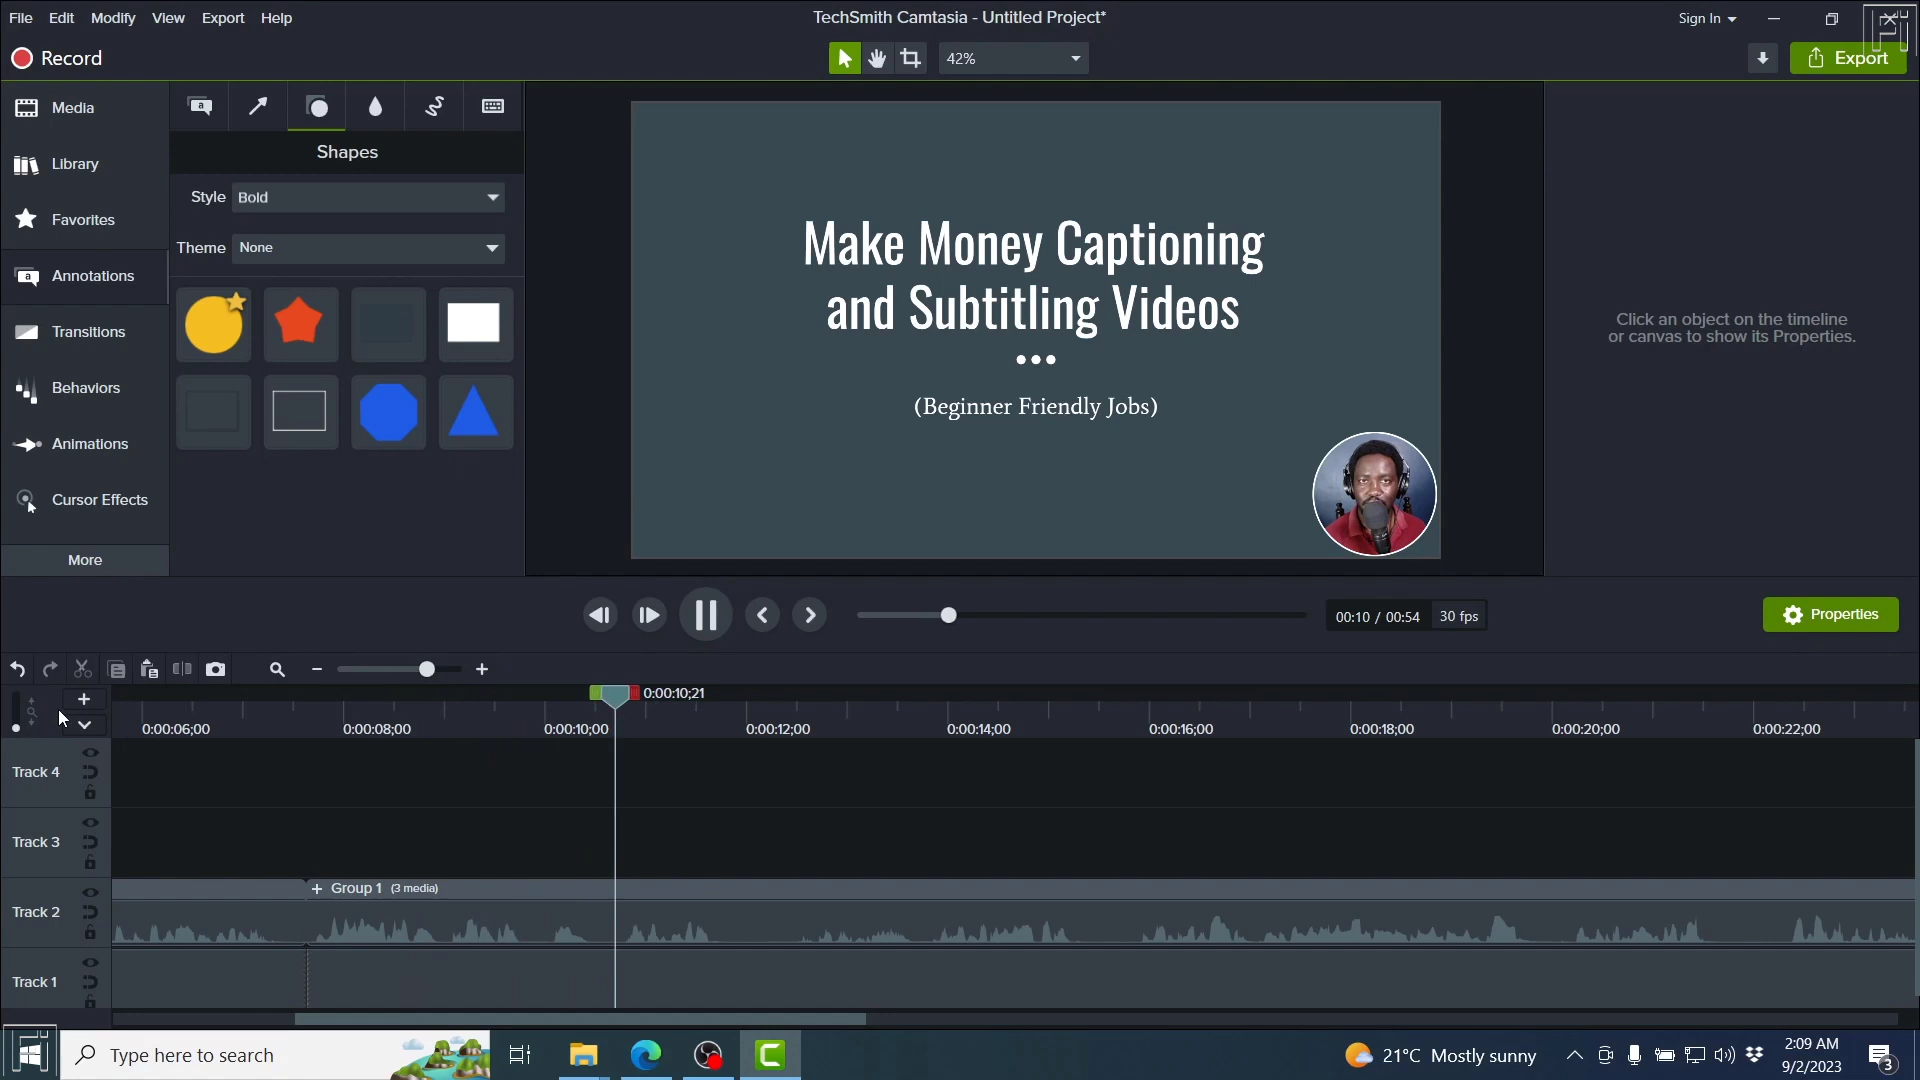 File Edit Modify View Export Help
TechSmith Camtasia - Untitled Project*
Sign In
Record
42%
Export
Media
Library
Favorites
Annotations
Transitions
Behaviors
Animations
Cursor Effects
More
a
Shapes
Style Bold
Theme None
Make Money Captioning
and Subtitling Videos
(Beginner Friendly Jobs)
Click an object on the timeline
or canvas to show its Properties.
00:10 / 00:54 30 fps
Properties
0:00:10;21
0:00:06;00 0:00:08;00 0:00:10;00 0:00:12;00 0:00:14;00 0:00:16;00 0:00:18;00 0:00:20;00 0:00:22;00
Track 4
Track 3
+ Group 1 (3 media)
Track 2
Track 1
Type here to search
21°C Mostly sunny
2:09 AM
9/2/2023
3